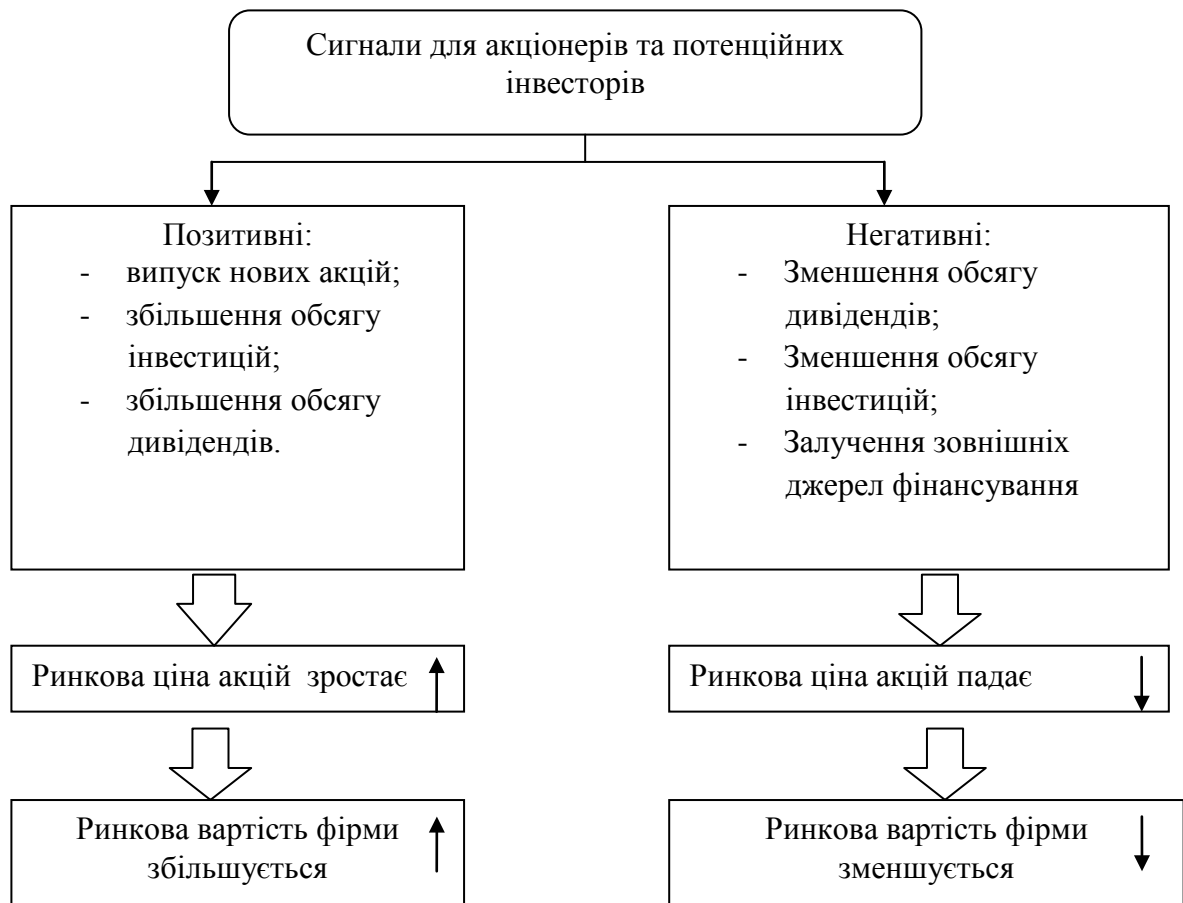 Сигнали для акціонерів та потенційних
інвесторів
Позитивні:
- випуск нових акцій;
- збільшення обсягу
інвестицій;
- збільшення обсягу
дивідендів.
Негативні:
- Зменшення обсягу
дивідендів;
- Зменшення обсягу
інвестицій;
- Залучення зовнішніх
джерел фінансування
Ринкова ціна акцій зростає
Ринкова ціна акцій падає
Ринкова вартість фірми
збільшується
Ринкова вартість фірми
зменшується